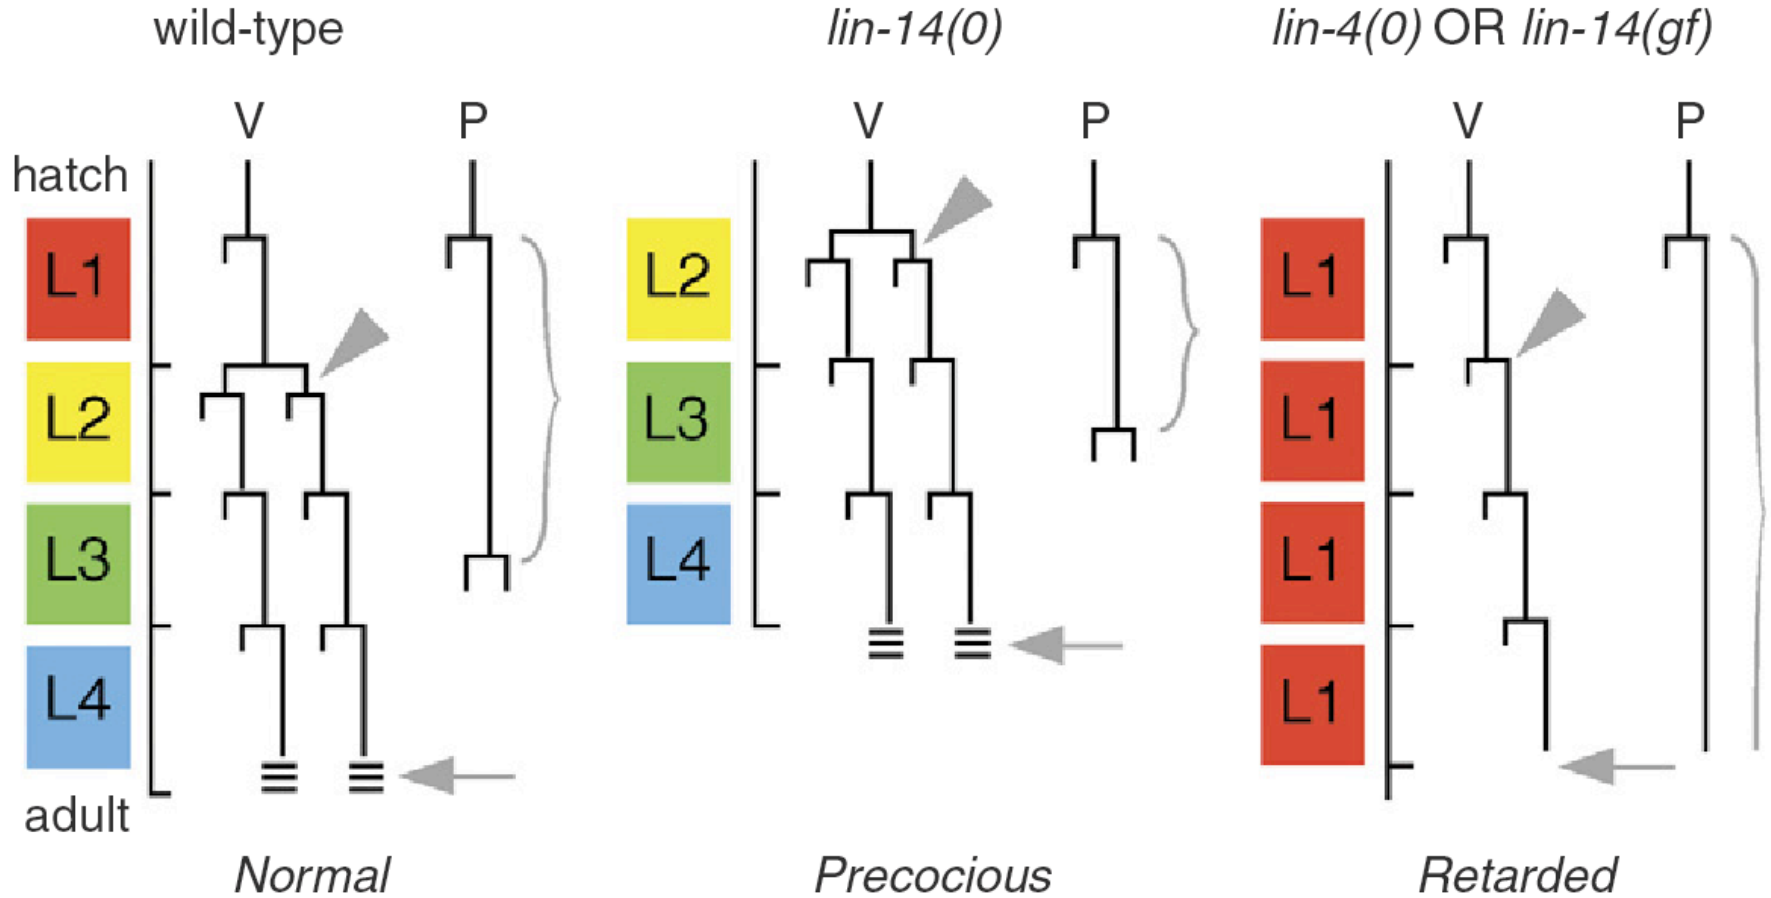 wild-type
lin-14(0)
lin-4(0) OR lin-14(gf)
V P
V P
V P
hatch
L1
L2
L3
L4
adult
L2
L3
L4
L1
L1
L1
L1
Normal
Precocious
Retarded